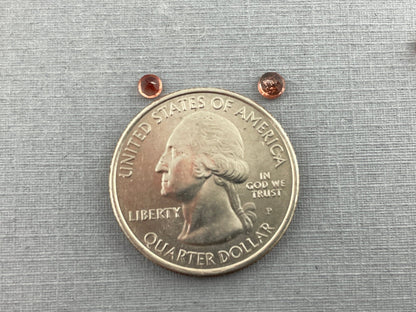 UNITED STATES OF AMERICA
LIBERTY
IN
GOD WE
TRUST
P
QUARTER DOLLAR